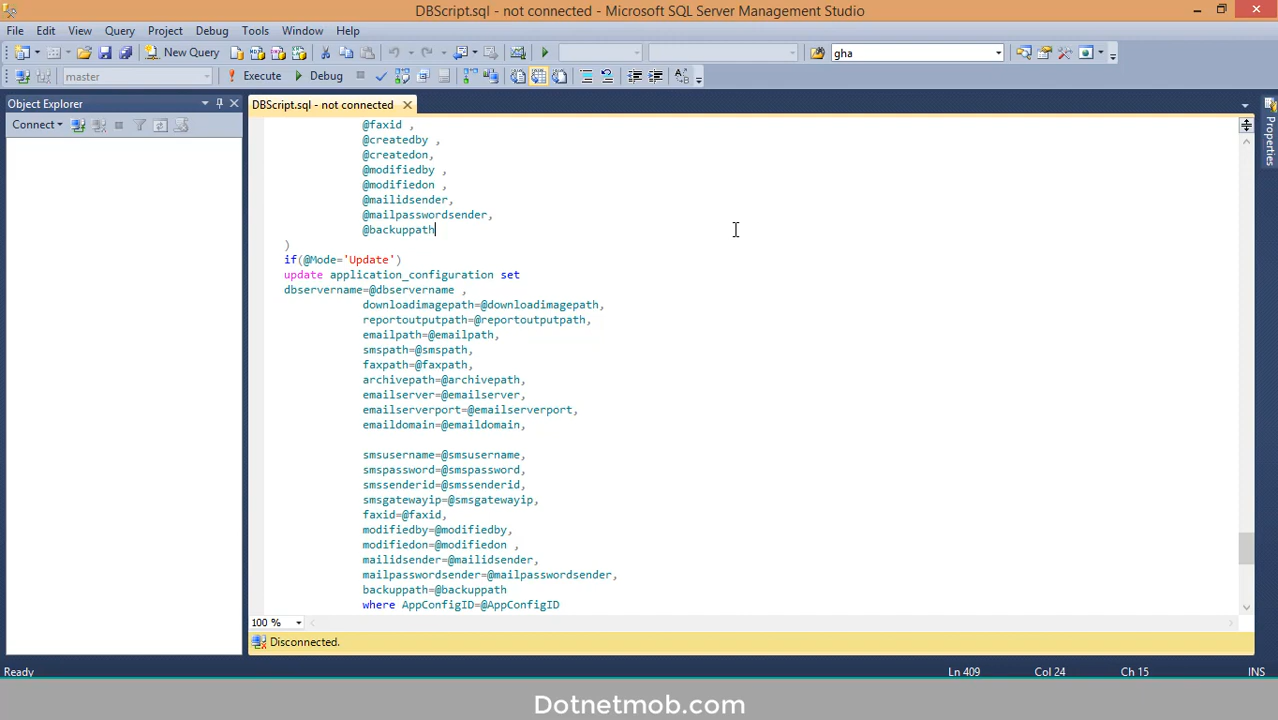 DBScript.sql - not connected - Microsoft SQL Server Management Studio
File Edit View Query Project Debug Tools Window Help
New Query gha
master Execute Debug
Object Explorer
DBScript.sql - not connected
Properties
Connect
@faxid ,
@createdby ,
@createdon,
@modifiedby ,
@modifiedon ,
@mailidsender,
@mailpasswordsender,
@backuppath
)
if(@Mode='Update')
update application_configuration set
dbservername=@dbservername ,
downloadimagepath=@downloadimagepath,
reportoutputpath=@reportoutputpath,
emailpath=@emailpath,
smspath=@smspath,
faxpath=@faxpath,
archivepath=@archivepath,
emailserver=@emailserver,
emailserverport=@emailserverport,
emaildomain=@emaildomain,
smsusername=@smsusername,
smspassword=@smspassword,
smssenderid=@smssenderid,
smsgatewayip=@smsgatewayip,
faxid=@faxid,
modifiedby=@modifiedby,
modifiedon=@modifiedon ,
mailidsender=@mailidsender,
mailpasswordsender=@mailpasswordsender,
backuppath=@backuppath
where AppConfigID=@AppConfigID
100 %
Disconnected.
Ready Ln 409 Col 24 Ch 15 INS
Dotnetmob.com